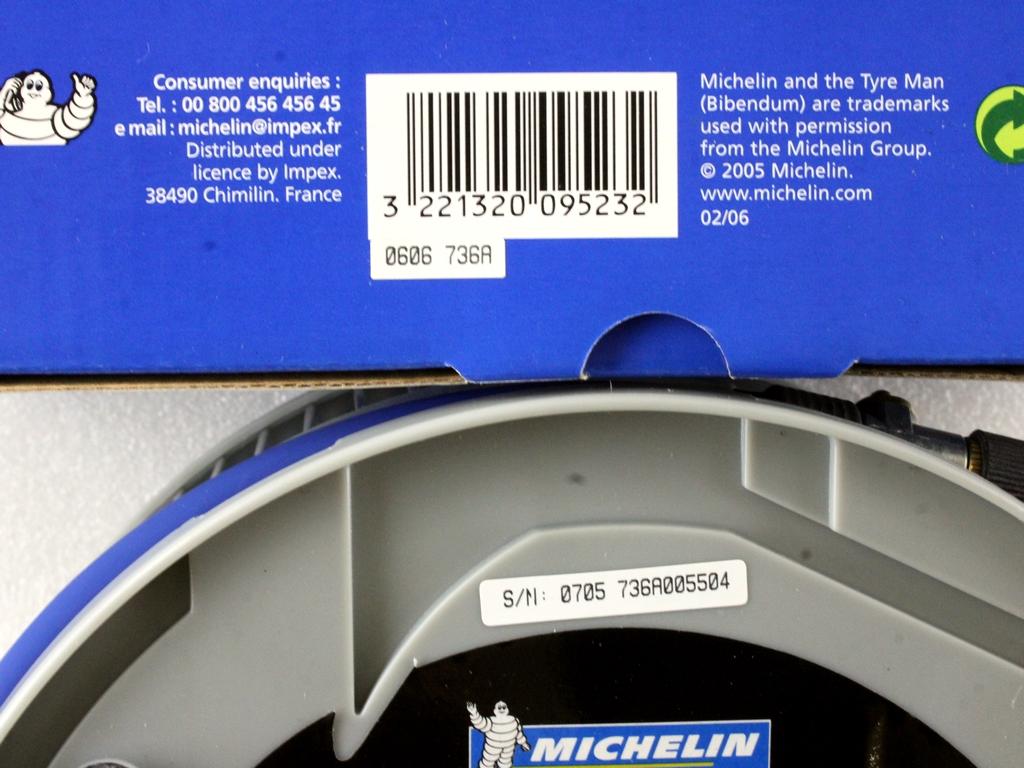 Consumer enquiries :
Tel. : 00 800 456 456 45
e mail : michelin@impex.fr
Distributed under
licence by Impex.
38490 Chimilin. France
3 221320 095232
0606 736A
Michelin and the Tyre Man
(Bibendum) are trademarks
used with permission
from the Michelin Group.
© 2005 Michelin.
www.michelin.com
02/06
S/N: 0705 736A005504
MICHELIN